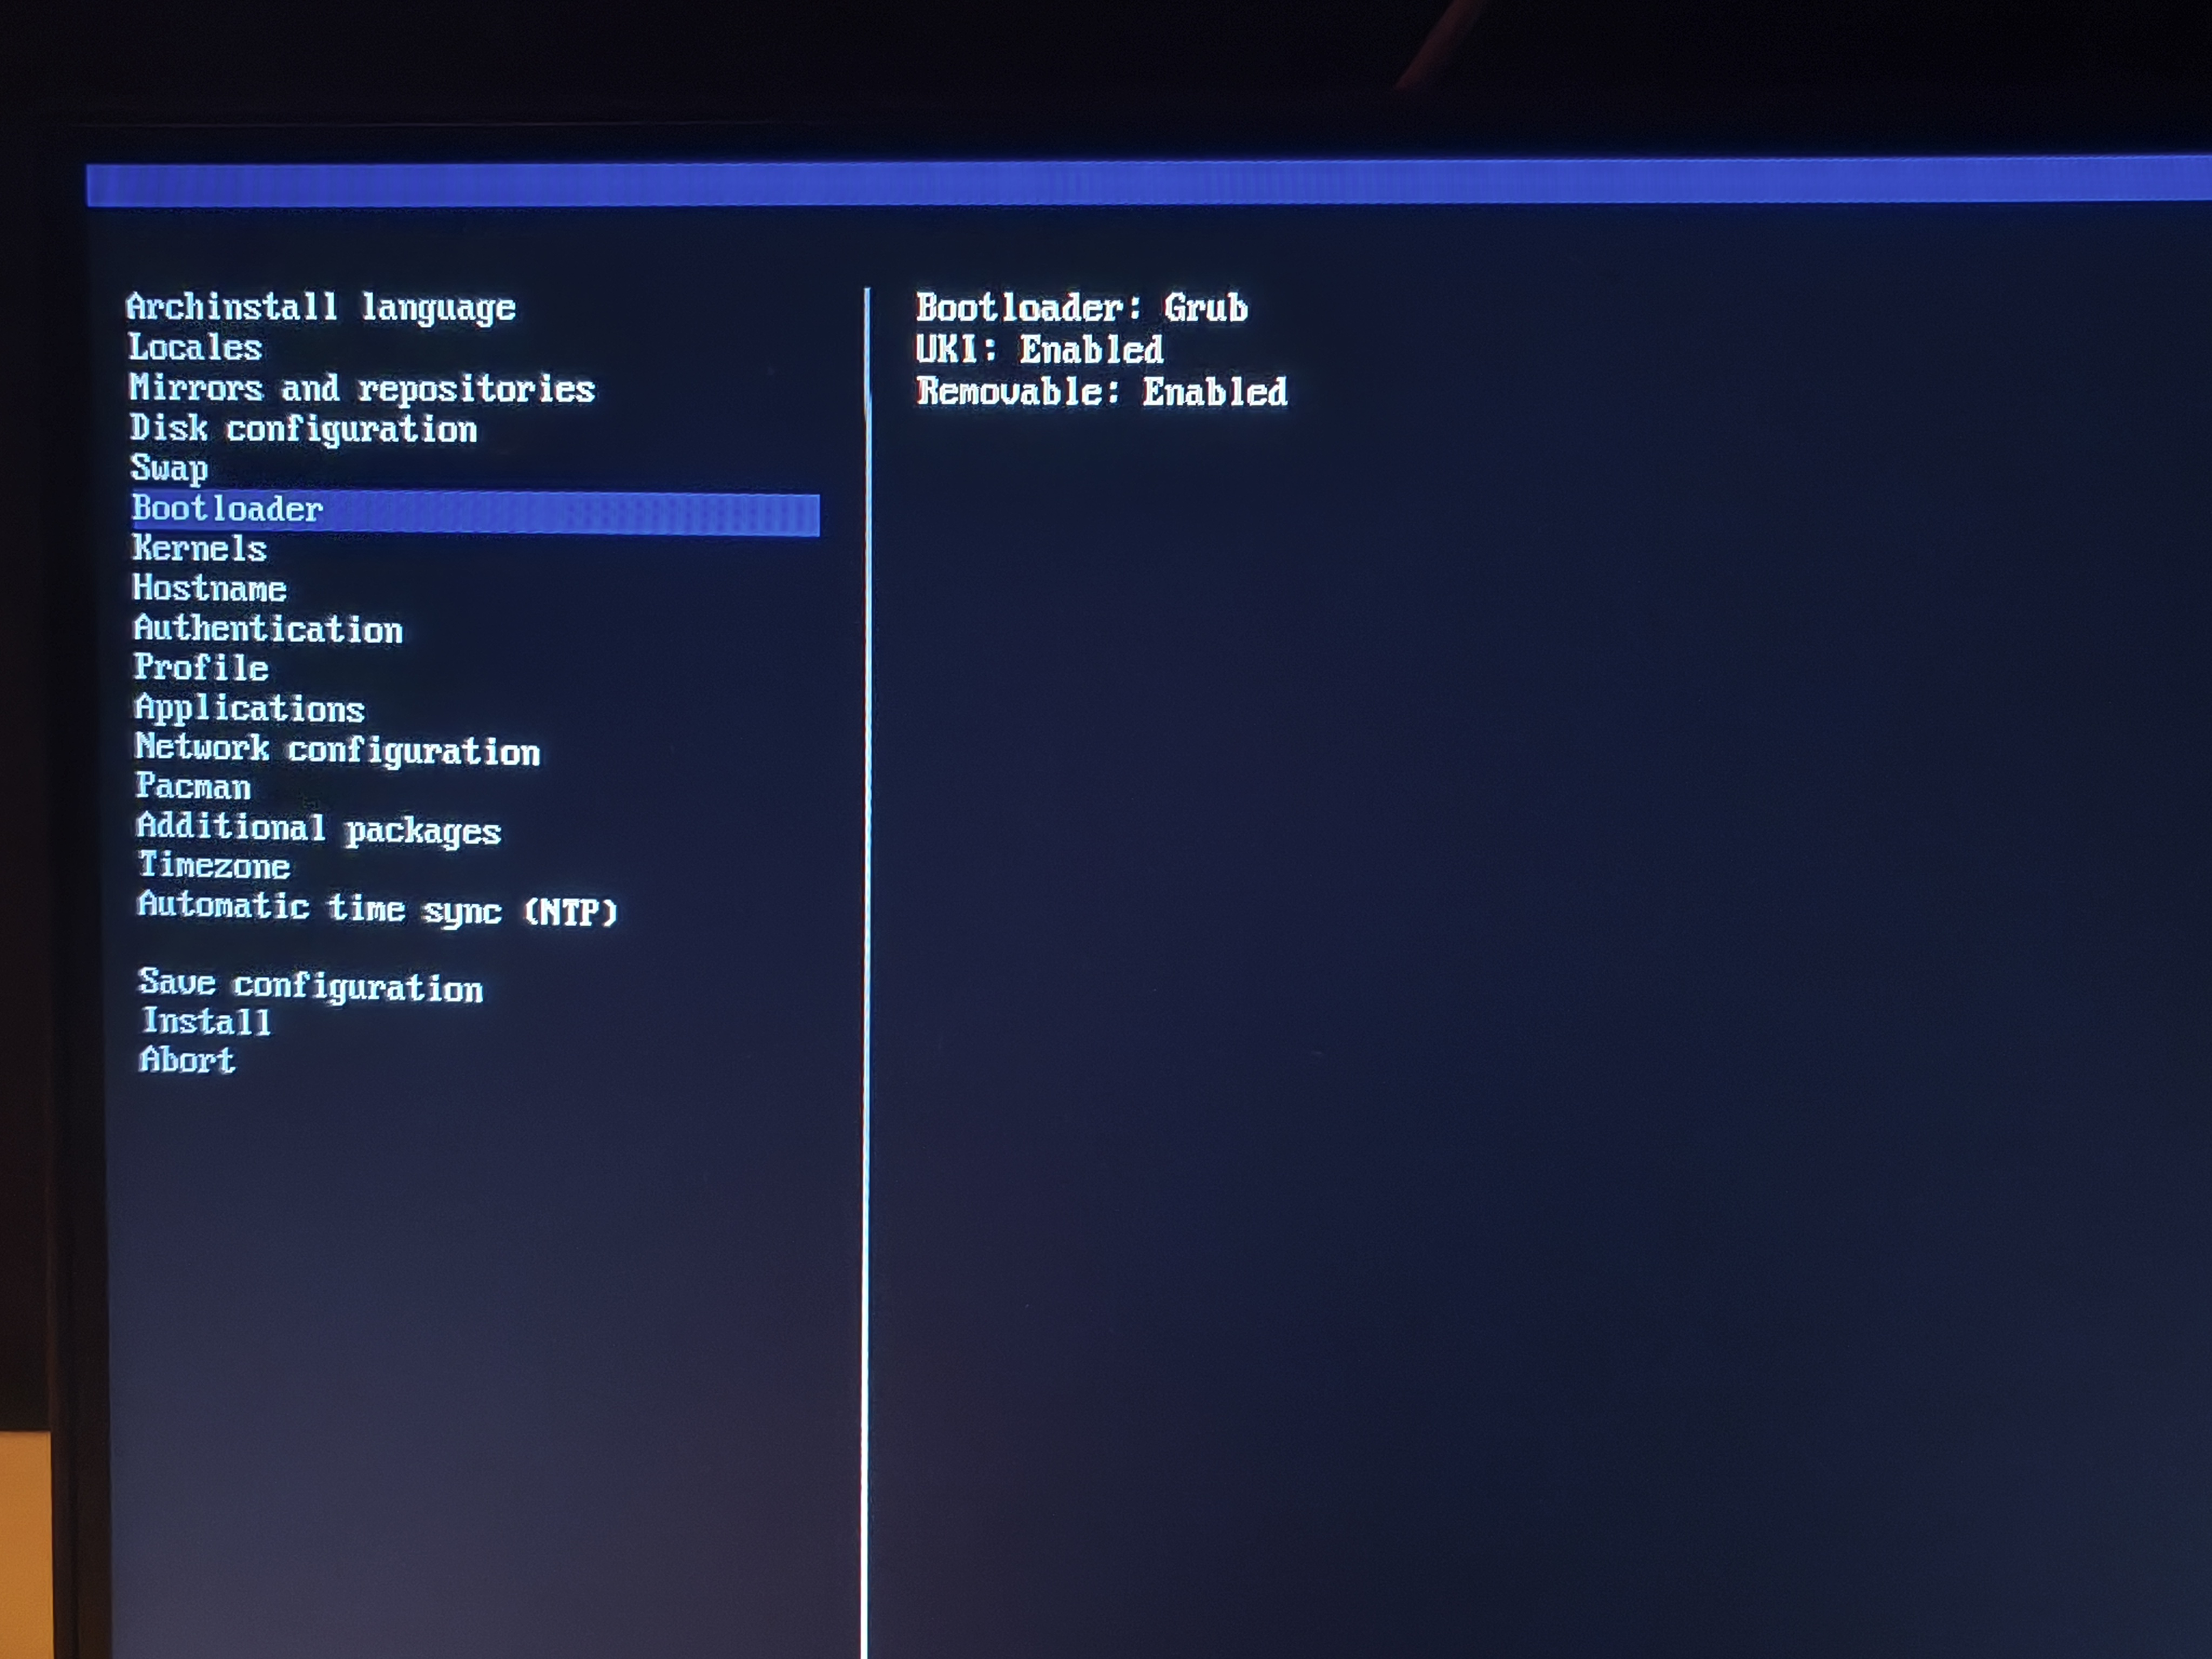 Archinstall language
Locales
Mirrors and repositories
Disk configuration
Swap
Bootloader
Kernels
Hostname
Authentication
Profile
Applications
Network configuration
Pacman
Additional packages
Timezone
Automatic time sync (NTP)
Save configuration
Install
Abort
Bootloader: Grub
UKI: Enabled
Removable: Enabled